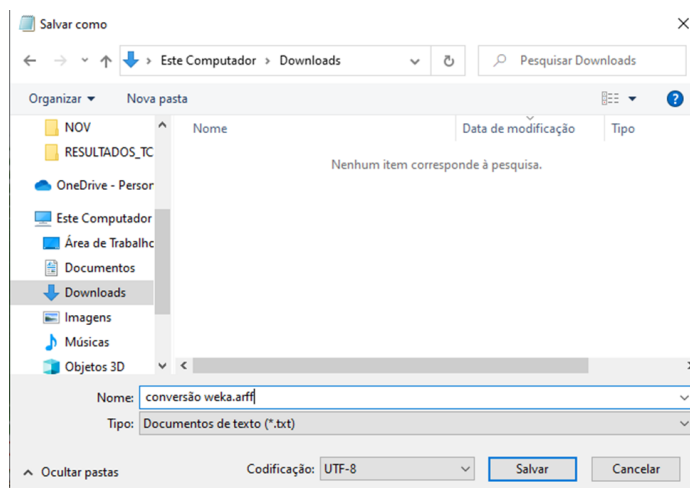 Salvar como
Este Computador > Downloads
Pesquisar Downloads
Organizar
Nova pasta
NOV
RESULTADOS_TC
OneDrive - Person
Este Computador
Área de Trabalho
Documentos
Downloads
Imagens
Músicas
Objetos 3D
Nome
Data de modificação
Tipo
Nenhum item corresponde à pesquisa.
Nome: conversão weka.arff
Tipo: Documentos de texto (*.txt)
Ocultar pastas
Codificação: UTF-8
Salvar
Cancelar